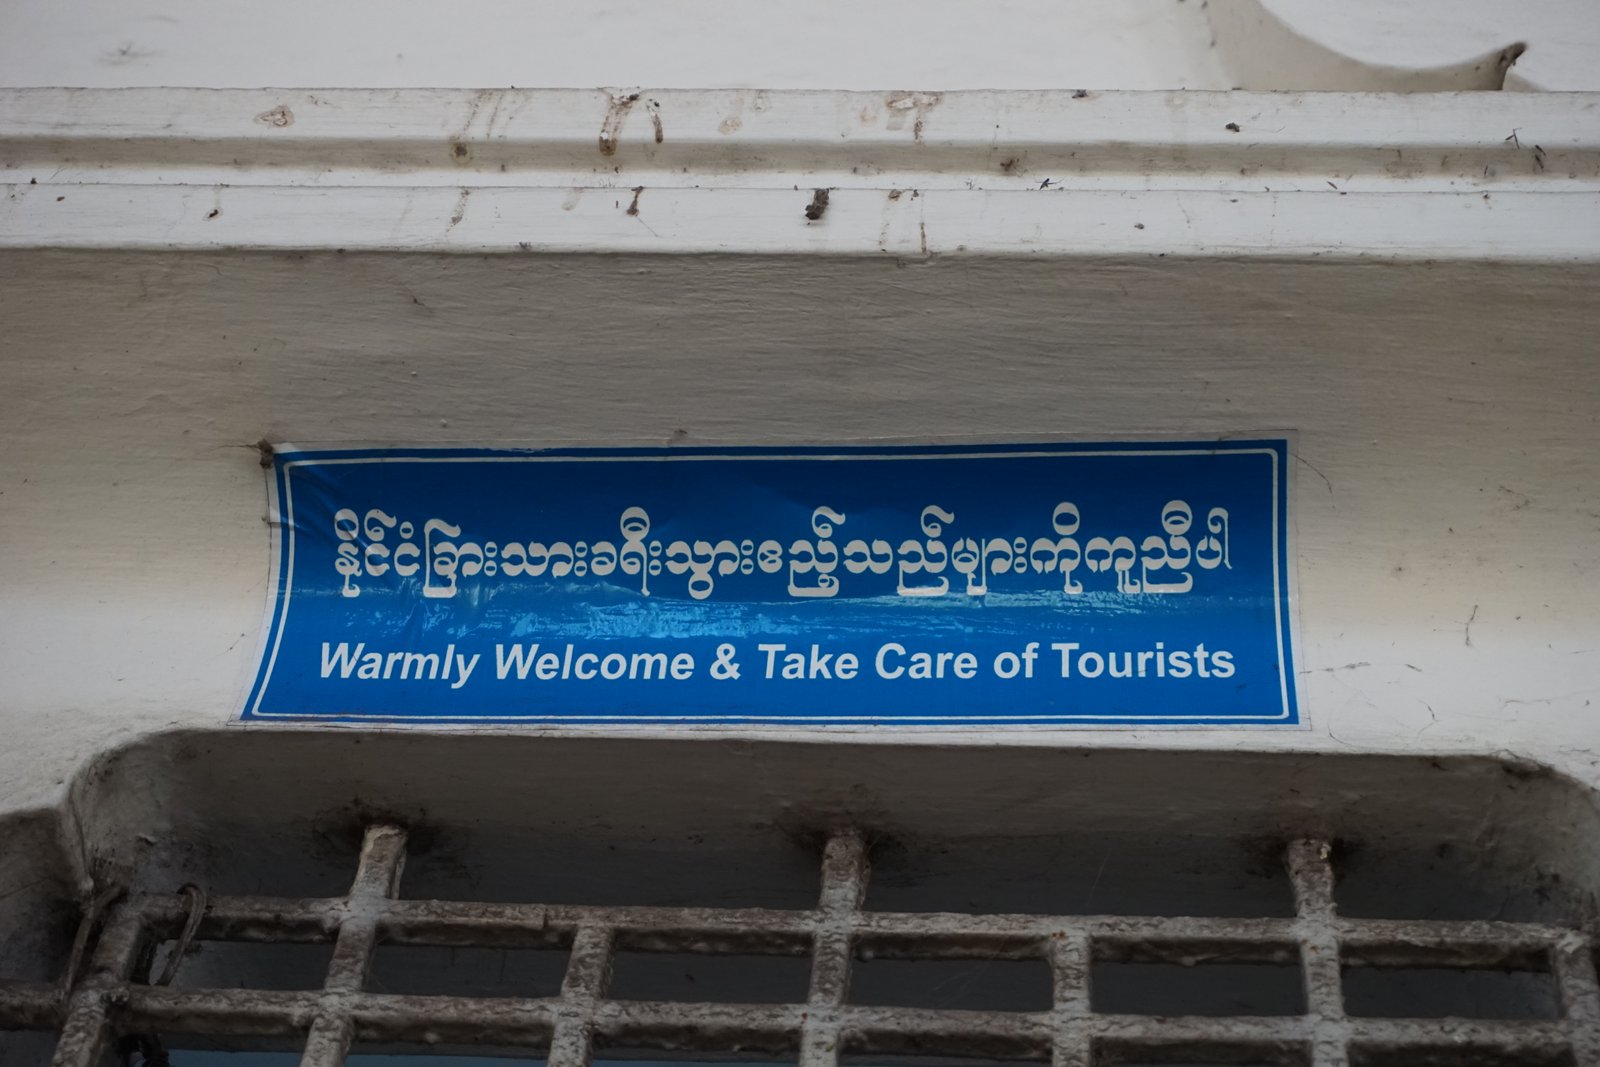 နိုင်ငံခြားသားခရီးသွားဧည့်သည်များကိုကူညီပါ
Warmly Welcome & Take Care of Tourists